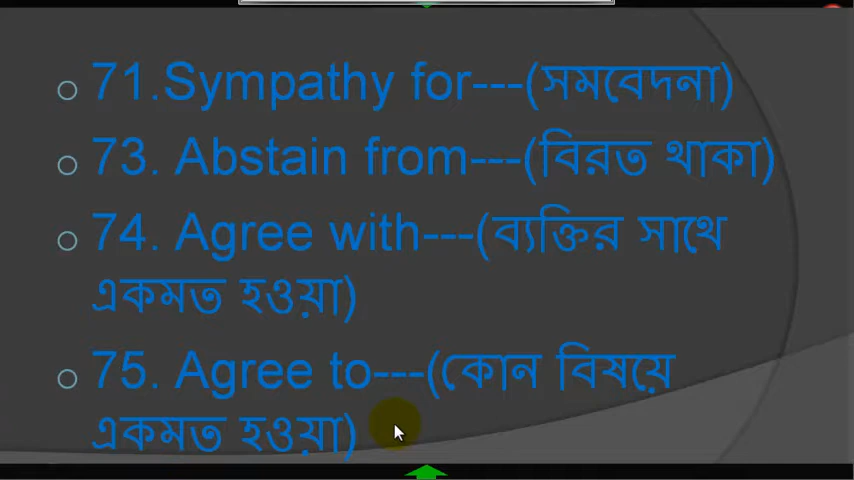 71.Sympathy for---(সমবেদনা)
73. Abstain from---(বিরত থাকা)
74. Agree with---(ব্যক্তির সাথে
একমত হওয়া)
75. Agree to---(কোন বিষয়ে
একমত হওয়া)